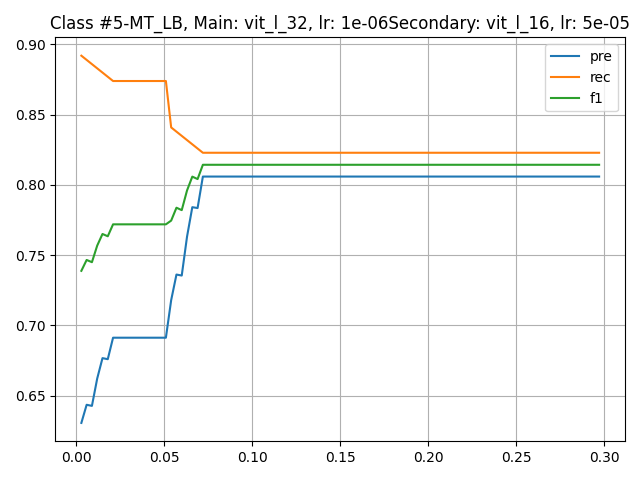 Class #5-MT_LB, Main: vit_l_32, lr: 1e-06Secondary: vit_l_16, lr: 5e-05
0.90
0.85
0.80
0.75
0.70
0.65
pre
rec
f1
0.00 0.05 0.10 0.15 0.20 0.25 0.30